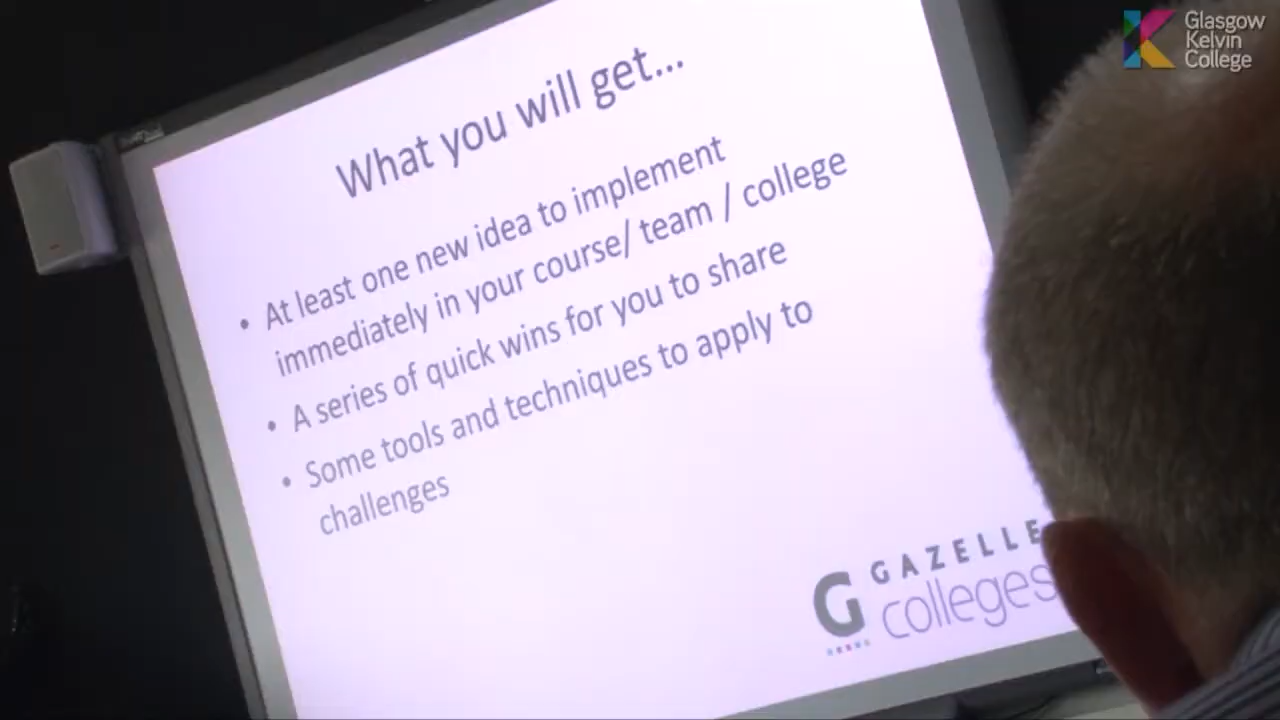 Glasgow
Kelvin
College
What you will get...
• At least one new idea to implement
immediately in your course/ team / college
• A series of quick wins for you to share
• Some tools and techniques to apply to
challenges
G GAZELLE
colleges